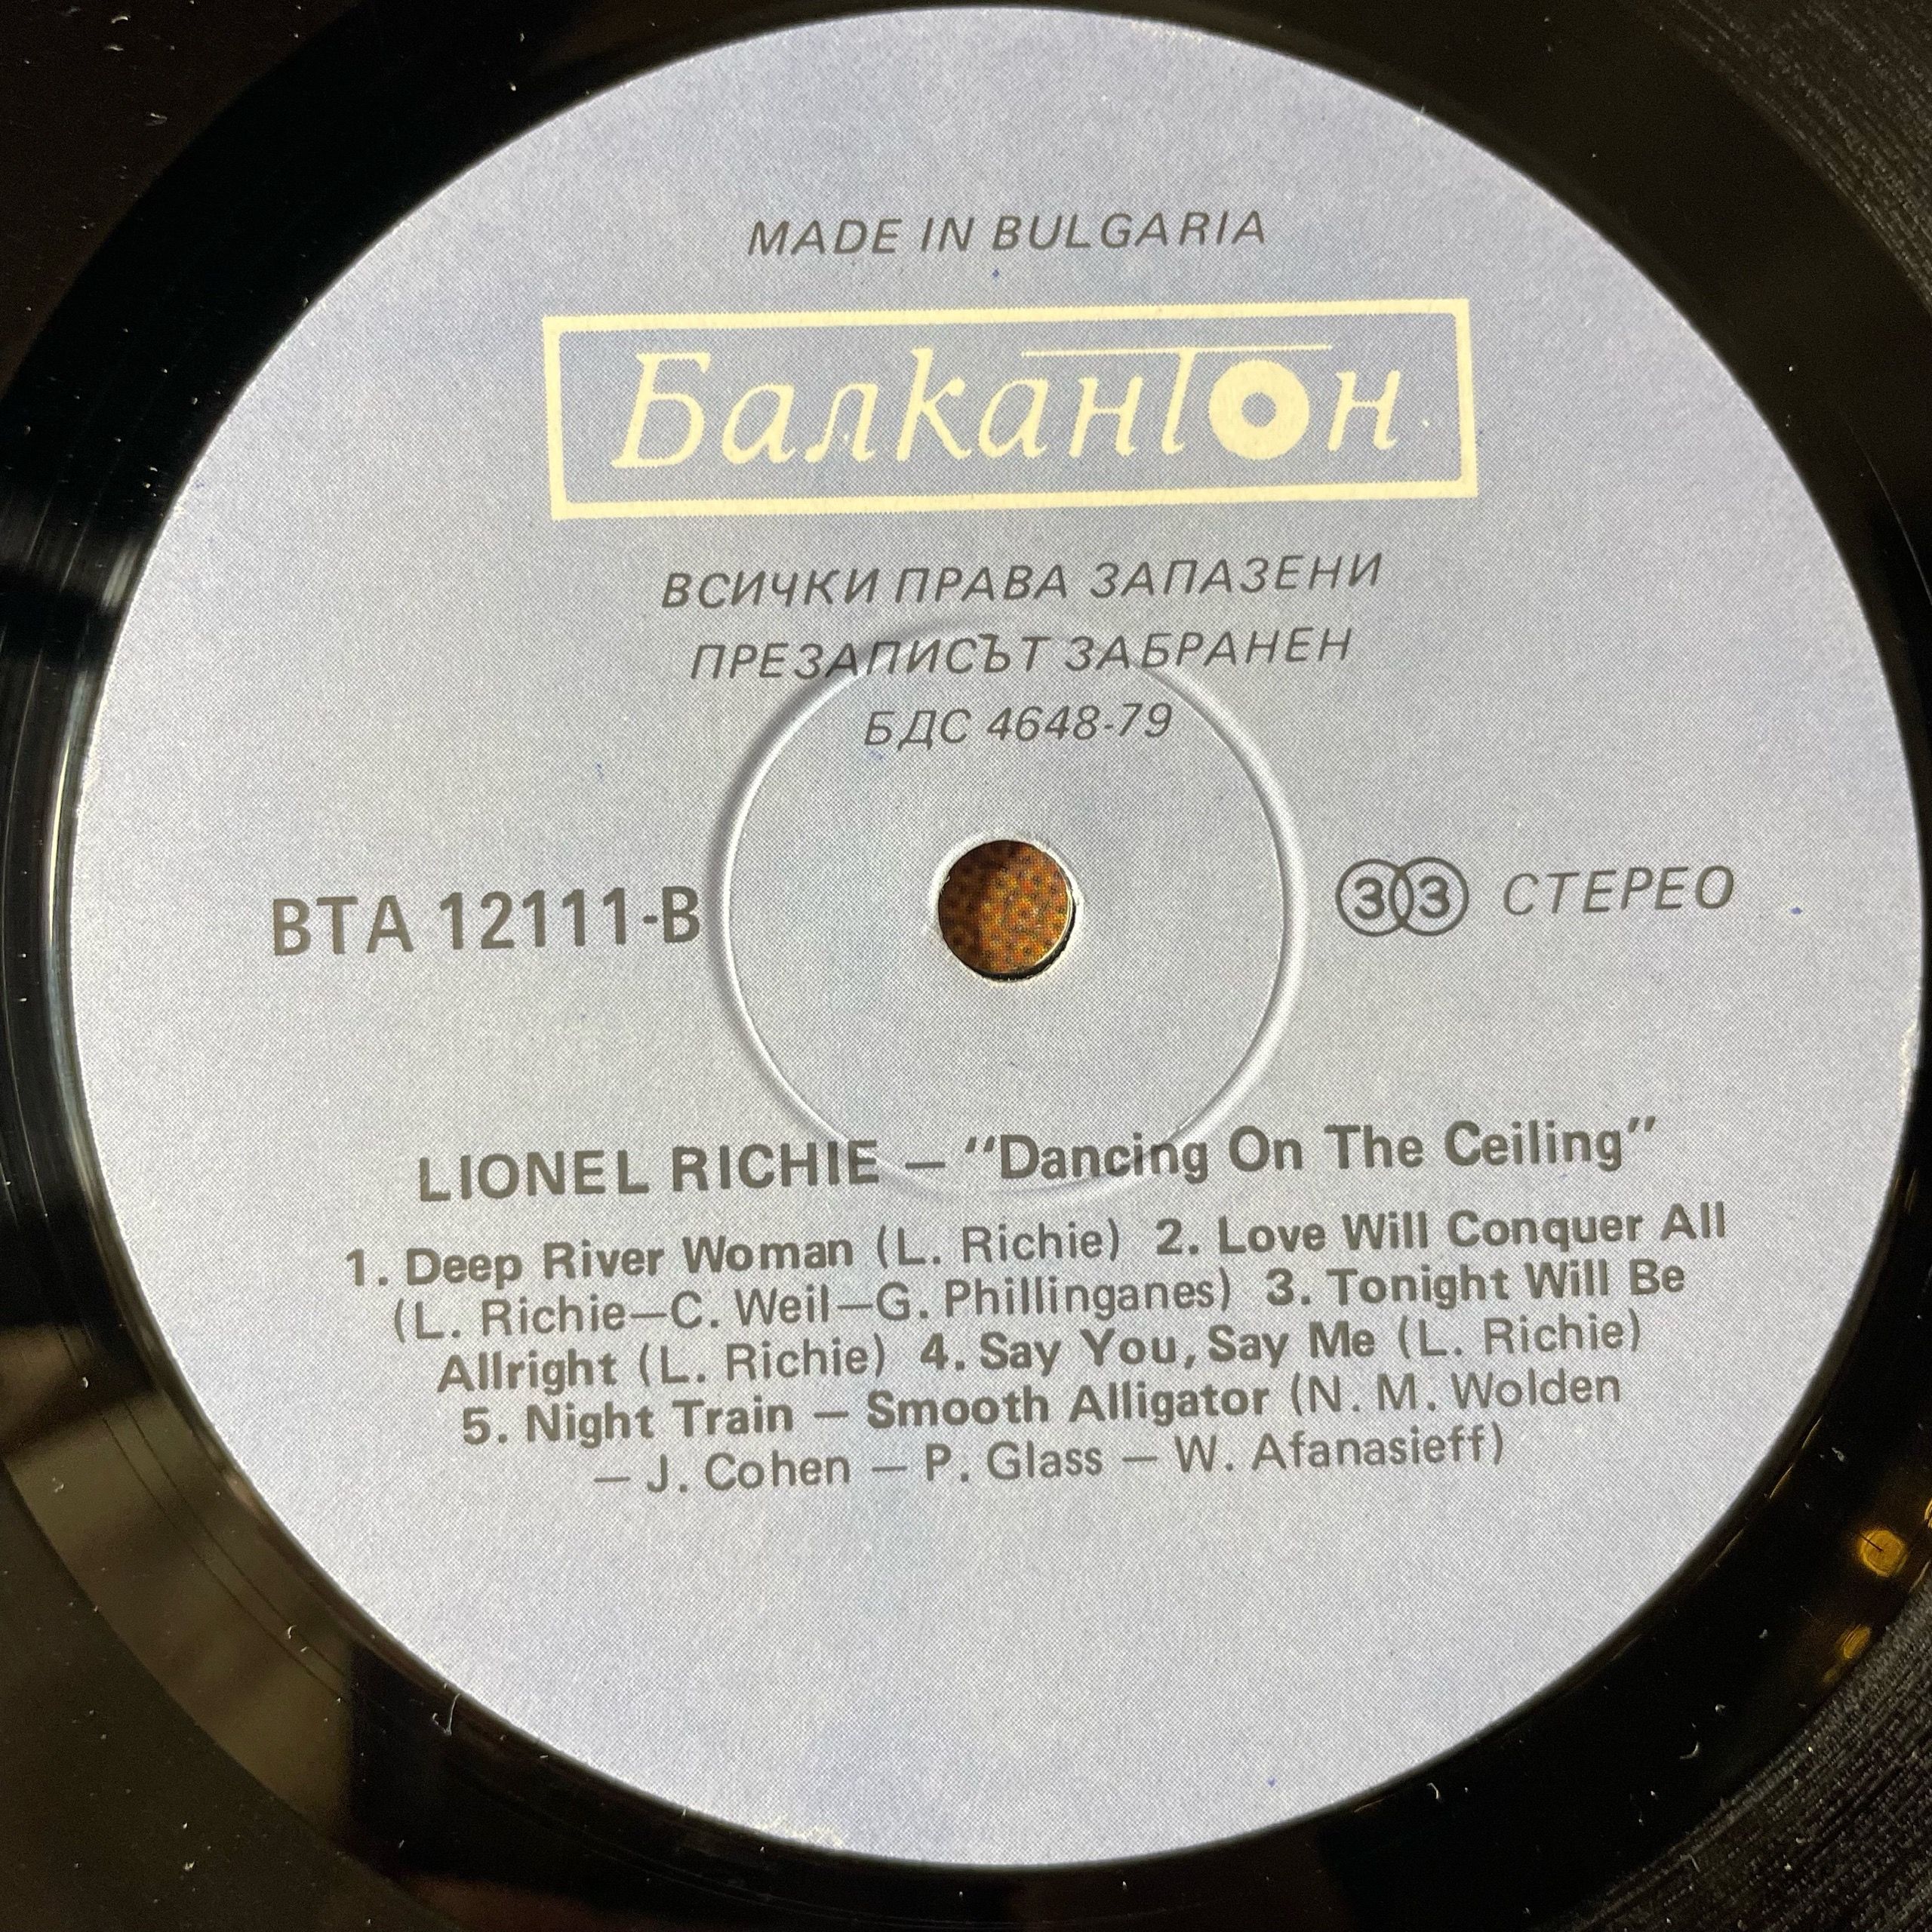 MADE IN BULGARIA
Балкантон
ВСИЧКИ ПРАВА ЗАПАЗЕНИ
ПРЕЗАПИСЪТ ЗАБРАНЕН
БДС 4648-79
ВТА 12111-В
33 СТЕРЕО
LIONEL RICHIE — "Dancing On The Ceiling"
1. Deep River Woman (L. Richie) 2. Love Will Conquer All
(L. Richie—C. Weil—G. Phillinganes) 3. Tonight Will Be
Allright (L. Richie) 4. Say You, Say Me (L. Richie)
5. Night Train — Smooth Alligator (N. M. Wolden
— J. Cohen — P. Glass — W. Afanasieff)